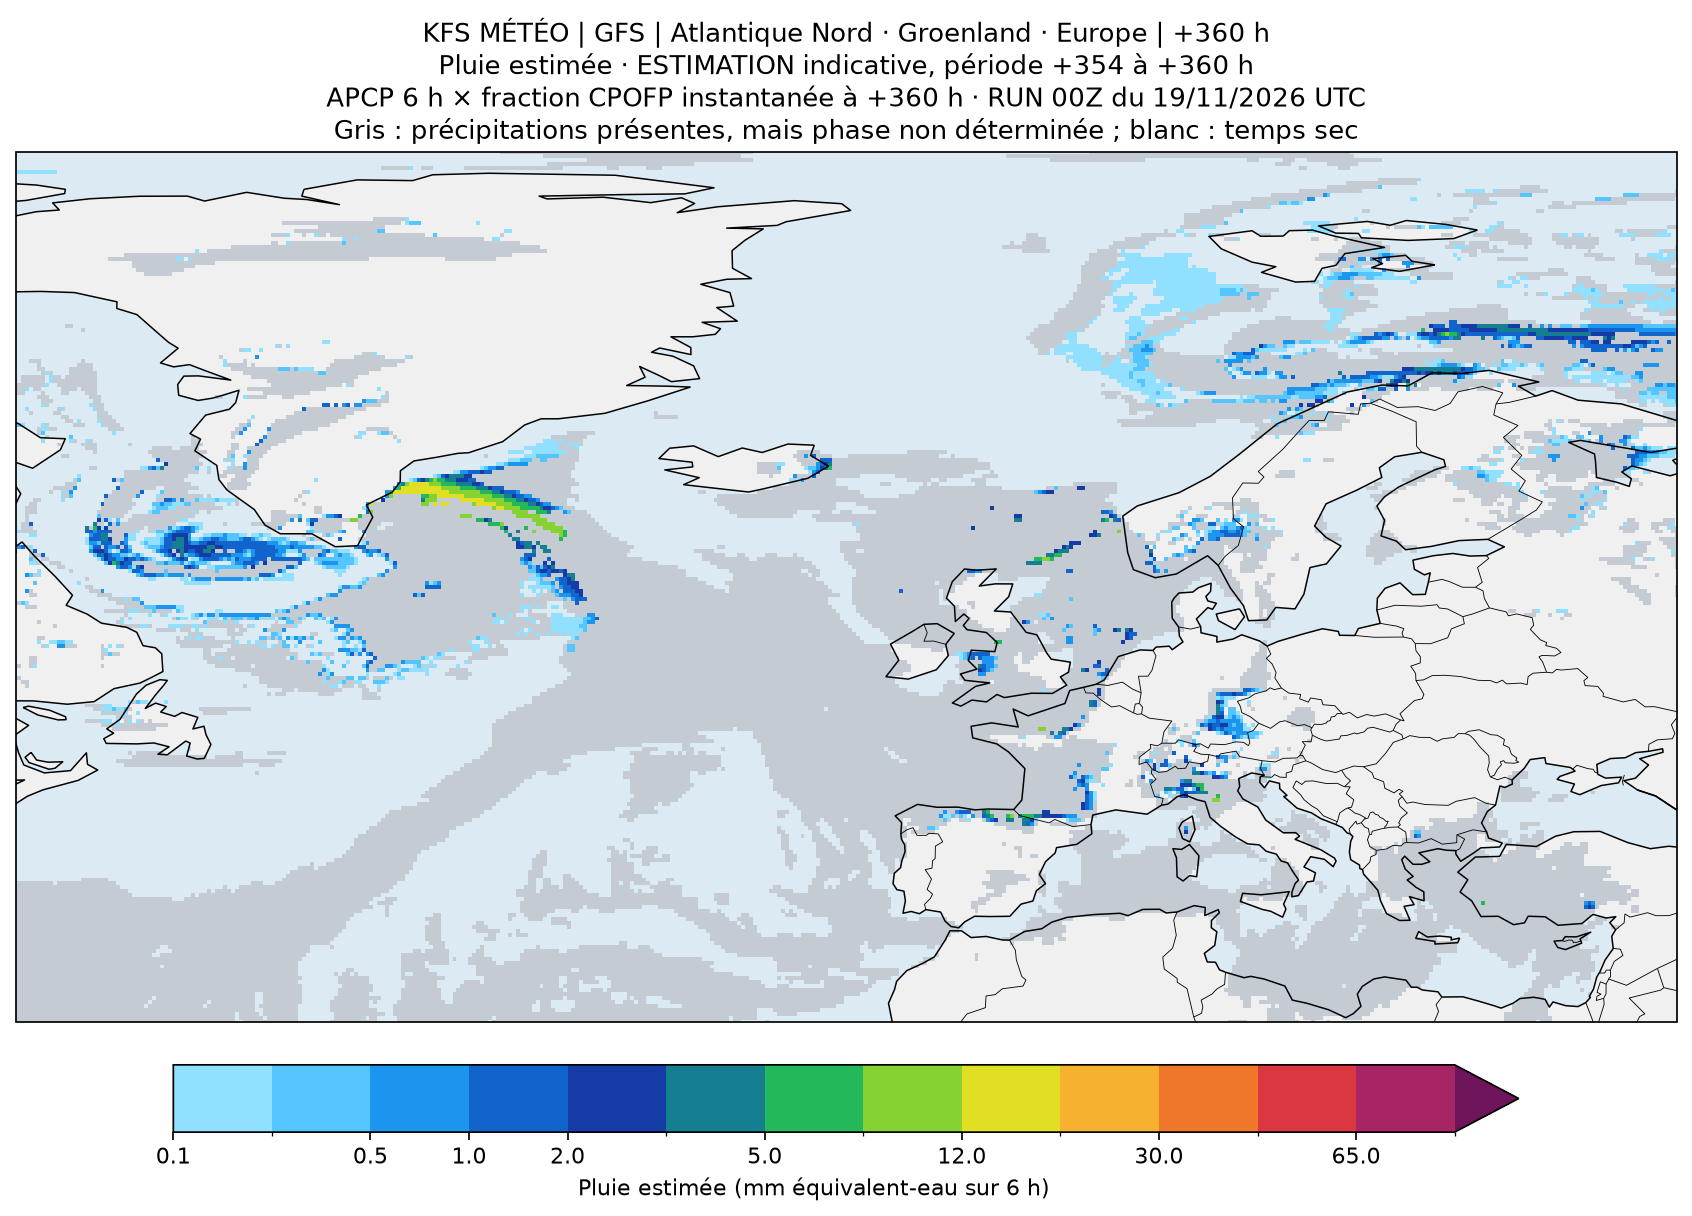 KFS MÉTÉO | GFS | Atlantique Nord · Groenland · Europe | +360 h
Pluie estimée · ESTIMATION indicative, période +354 à +360 h
APCP 6 h × fraction CPOFP instantanée à +360 h · RUN 00Z du 19/11/2026 UTC
Gris : précipitations présentes, mais phase non déterminée ; blanc : temps sec
0.1 0.5 1.0 2.0 5.0 12.0 30.0 65.0
Pluie estimée (mm équivalent-eau sur 6 h)